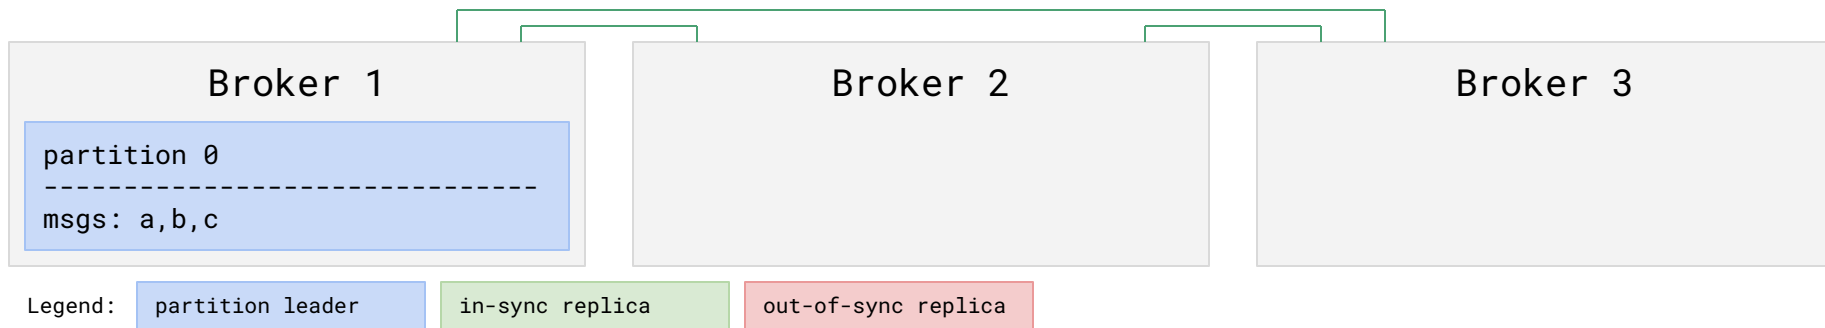 Broker 1
Broker 2
Broker 3
partition 0
-------------------------------
msgs: a,b,c
Legend:
partition leader
in-sync replica
out-of-sync replica